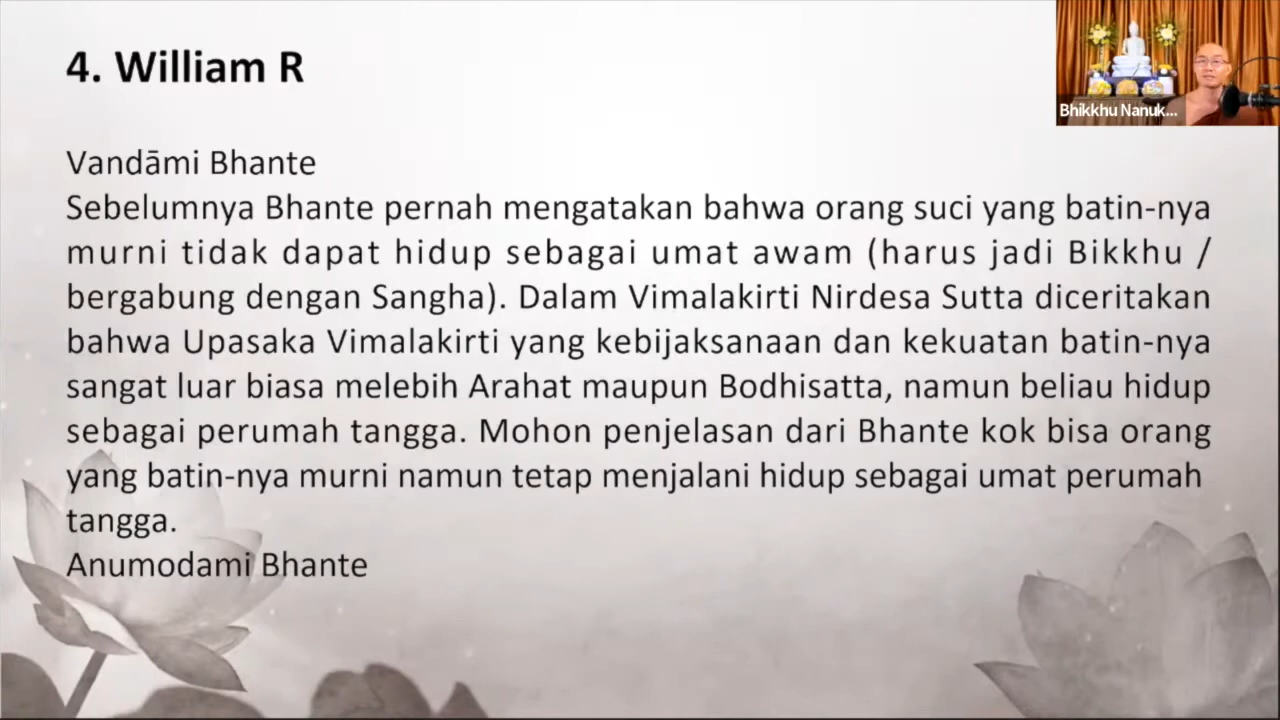 4. William R
Bhikkhu Nanuk...
Vandāmi Bhante
Sebelumnya Bhante pernah mengatakan bahwa orang suci yang batin-nya
murni tidak dapat hidup sebagai umat awam (harus jadi Bikkhu /
bergabung dengan Sangha). Dalam Vimalakirti Nirdesa Sutta diceritakan
bahwa Upasaka Vimalakirti yang kebijaksanaan dan kekuatan batin-nya
sangat luar biasa melebih Arahat maupun Bodhisatta, namun beliau hidup
sebagai perumah tangga. Mohon penjelasan dari Bhante kok bisa orang
yang batin-nya murni namun tetap menjalani hidup sebagai umat perumah
tangga.
Anumodami Bhante